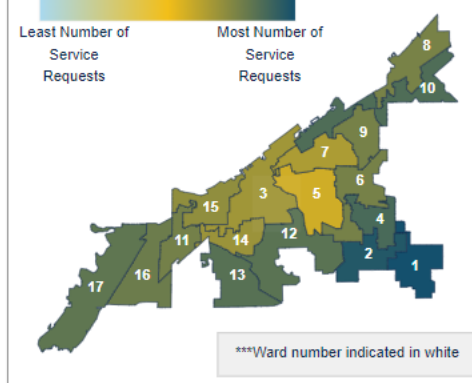 Least Number of
Service
Requests
Most Number of
Service
Requests
8
10
9
7
6
5
3
15
4
12
14
11
2
1
13
16
17
***Ward number indicated in white